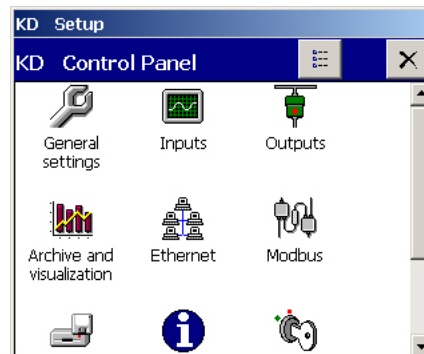 KD Setup
KD Control Panel
General
settings
Inputs
Outputs
Archive and
visualization
Ethernet
Modbus